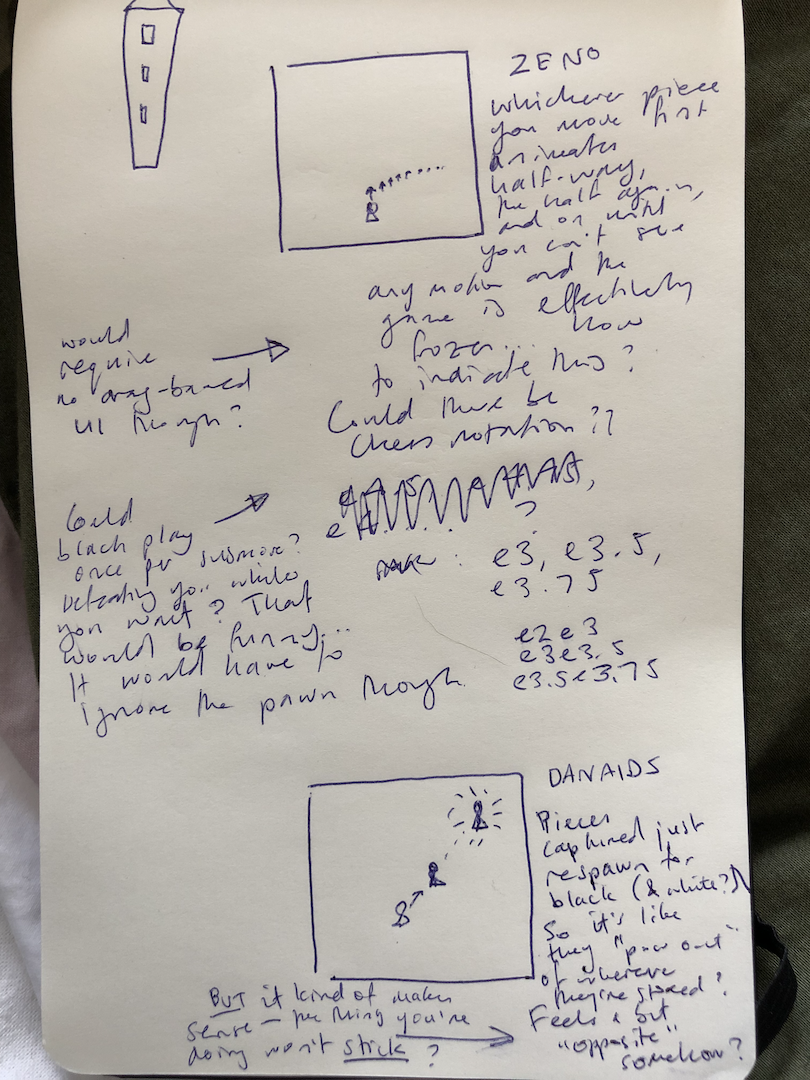 ZENO
whichever piece
you move first
animates
half-way,
the half again,
and on until
you can't see
any motion and the
game is effectively
frozen... How
to indicate this?
Could there be
chess notation??
would
require
no drag-based
UI though?
Could
black play
once per submove?
Defeating you while
you wait? That
would be funny...
It would have to
ignore the pawn though
?
e3, e3.5,
e3.75
e2e3
e3e3.5
e3.5e3.75
DANAIDS
Pieces
captured just
respawn for
black (& white?)
So it's like
they "pour out"
of wherever
they're stored?
Feels a bit
"opposite"
somehow?
BUT it kind of makes
sense – the thing you're
doing won't stick?